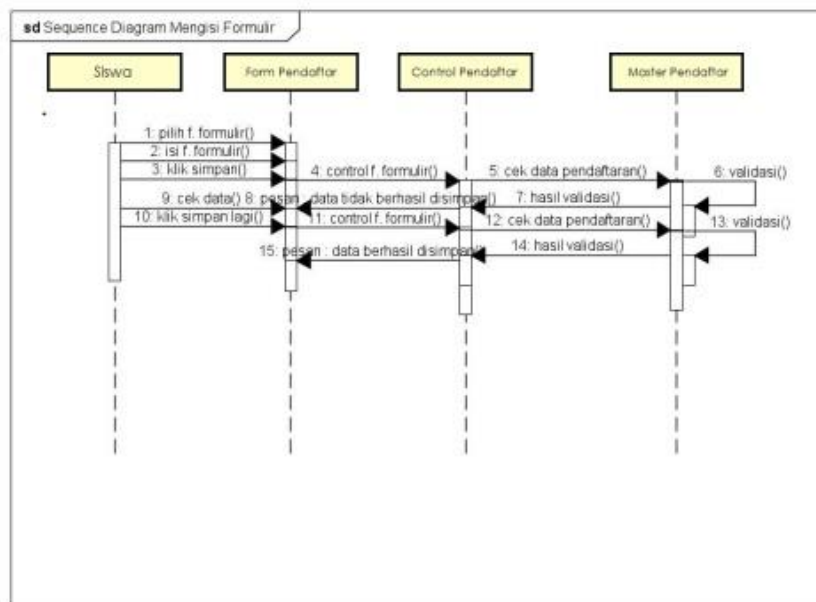 sd Sequence Diagram Mengisi Formulir
Siswa
Form Pendaftar
Control Pendaftar
Master Pendaftar
1: pilih f. formulir()
2: isi f. formulir()
3: klik simpan()
4: control f. formulir()
5: cek data pendaftaran()
6: validasi()
7: hasil validasi()
8: pesan : data tidak berhasil disimpan()
9: cek data()
10: klik simpan lagi()
11: control f. formulir()
12: cek data pendaftaran()
13: validasi()
14: hasil validasi()
15: pesan : data berhasil disimpan()